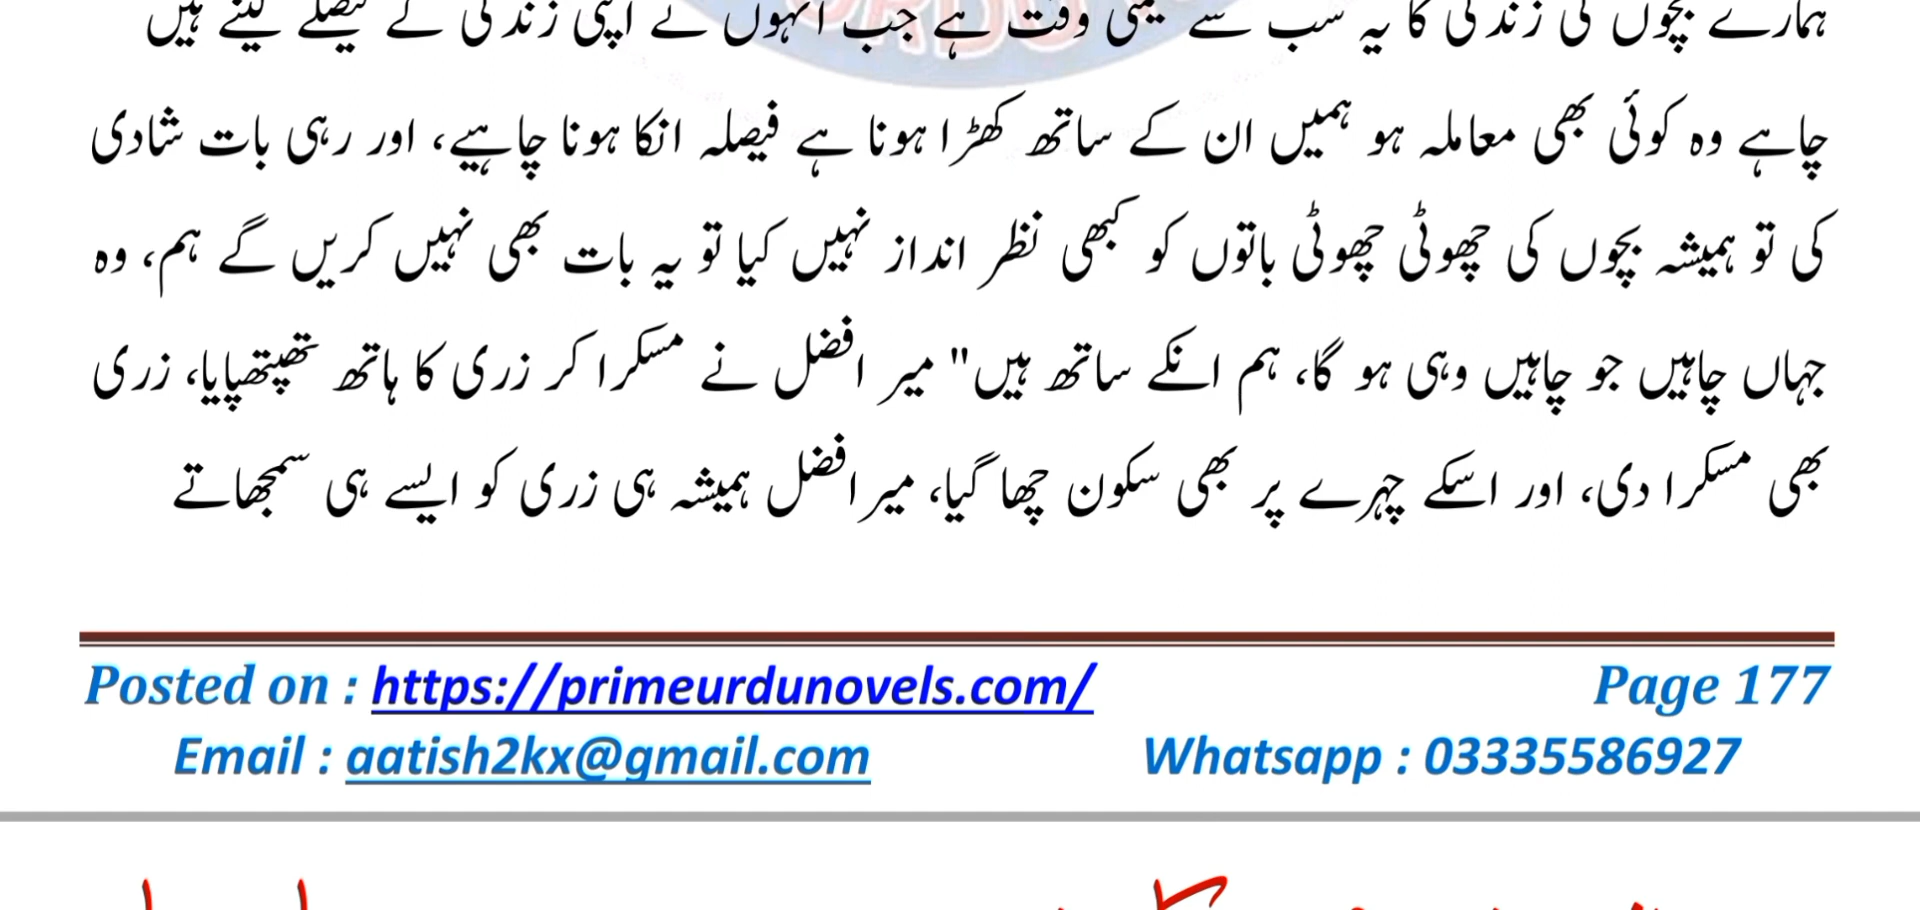 ہمارے بچوں کی زندگی کا یہ سب سے قیمتی وقت ہے جب انہوں نے اپنی زندگی کے فیصلے لینے ہیں
چاہے وہ کوئی بھی معاملہ ہو ہمیں ان کے ساتھ کھڑا ہونا ہے فیصلہ انکا ہونا چاہیے، اور رہی بات شادی
کی تو ہمیشہ بچوں کی چھوٹی چھوٹی باتوں کو کبھی نظر انداز نہیں کیا تو یہ بات بھی نہیں کریں گے ہم، وہ
جہاں چاہیں جو چاہیں وہی ہو گا، ہم انکے ساتھ ہیں" میر افضل نے مسکرا کر زری کا ہاتھ تھپتھپایا، زری
بھی مسکرا دی، اور اسکے چہرے پر بھی سکون چھا گیا، میر افضل ہمیشہ ہی زری کو ایسے ہی سمجھاتے
Posted on : https://primeurdunovels.com/ Page 177
Email : aatish2kx@gmail.com Whatsapp : 03335586927